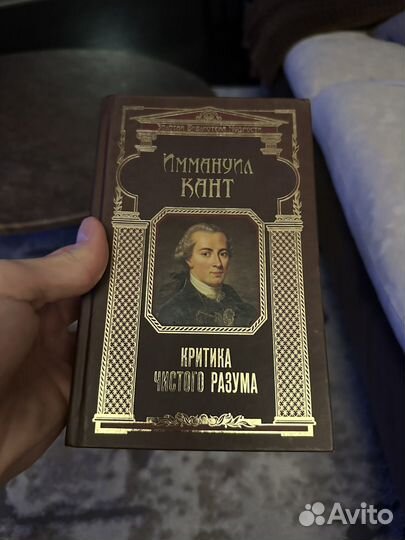 Иммануил
Кант
Критика
чистого разума
Avito